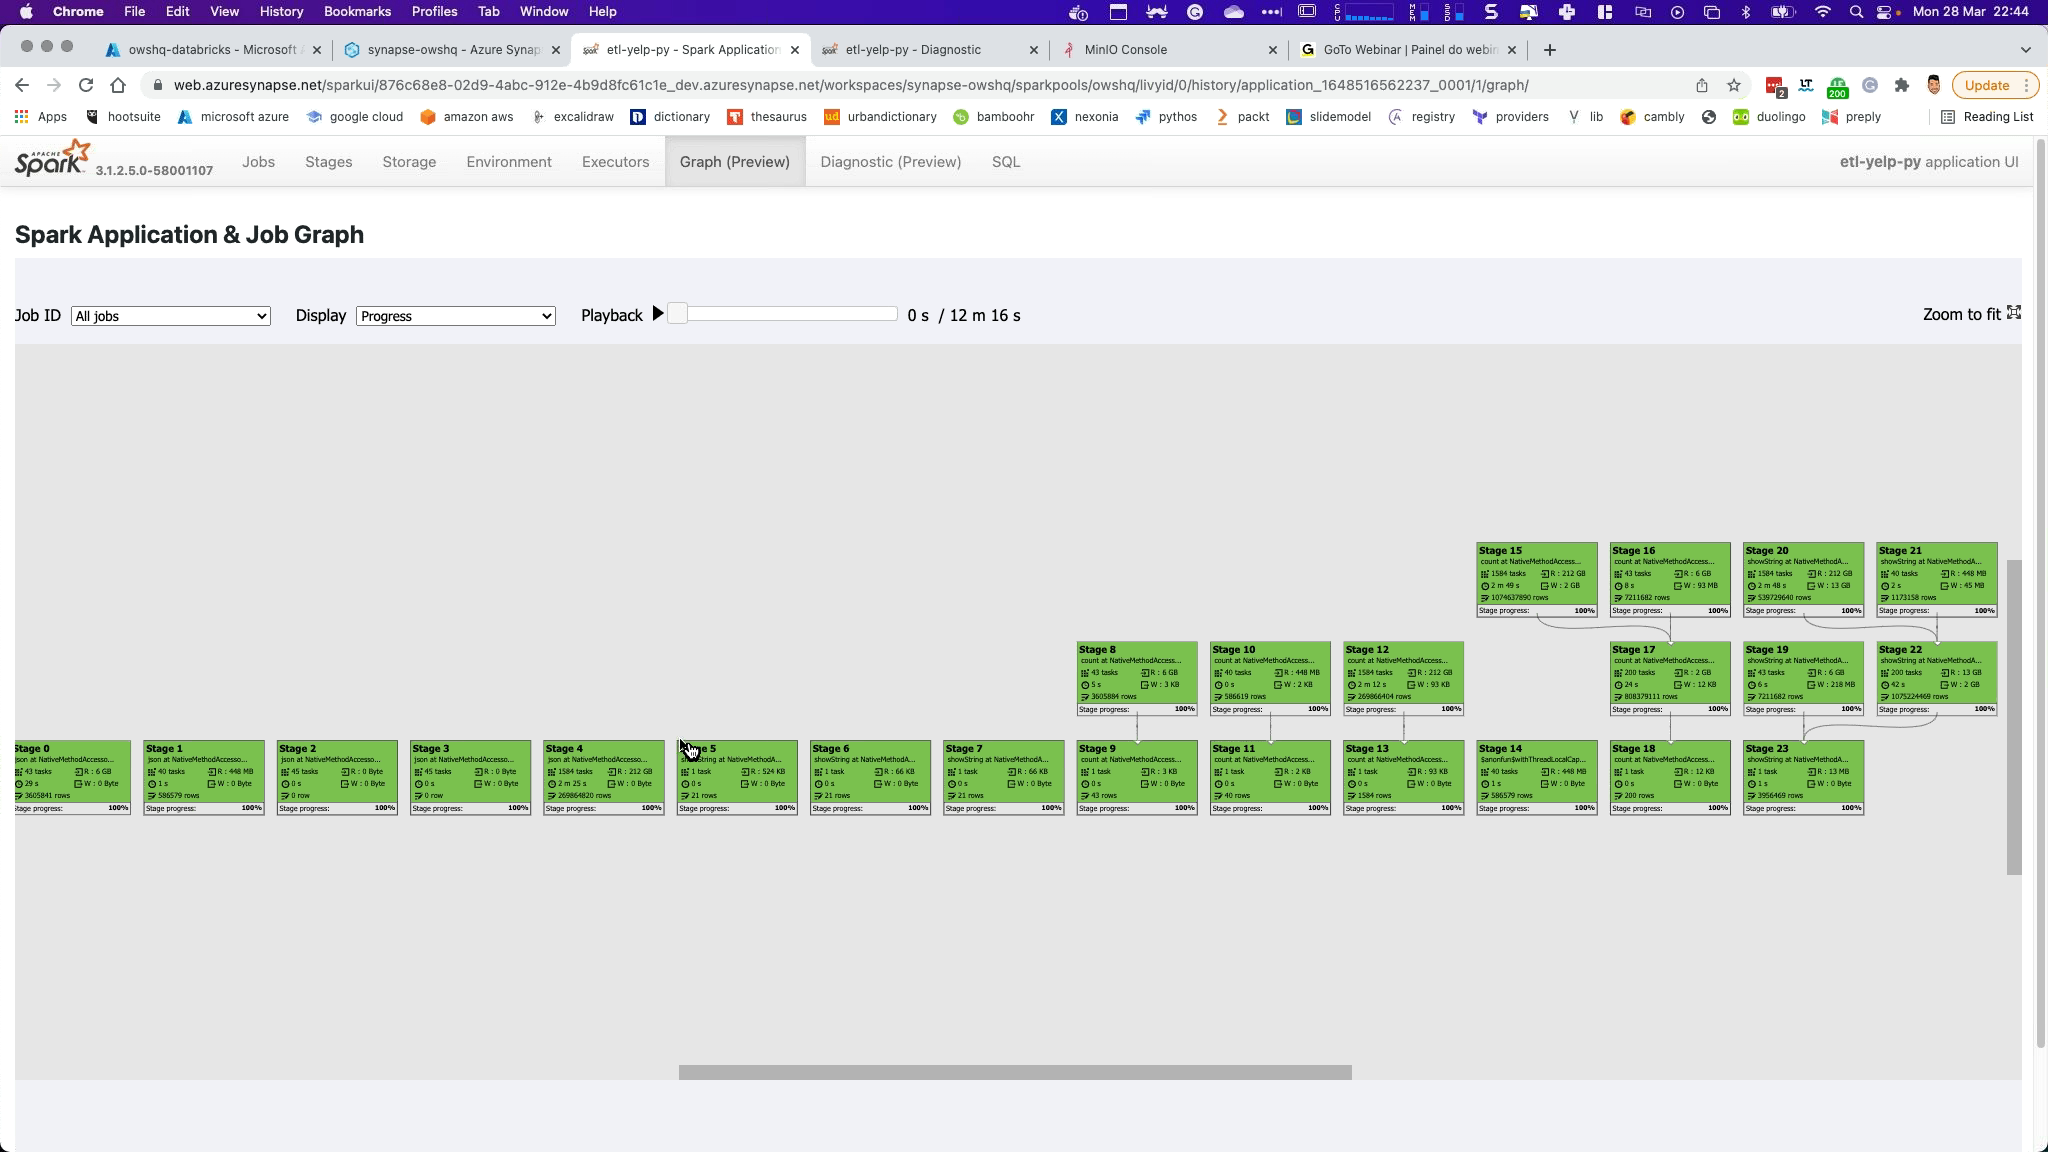 Chrome File Edit View History Bookmarks Profiles Tab Window Help Mon 28 Mar 22:44
owshq-databricks - Microsoft synapse-owshq - Azure Synap etl-yelp-py - Spark Application etl-yelp-py - Diagnostic MinIO Console GoTo Webinar | Painel do webin
web.azuresynapse.net/sparkui/876c68e8-02d9-4abc-912e-4b9d8fc61c1e_dev.azuresynapse.net/workspaces/synapse-owshq/sparkpools/owshq/livyid/0/history/application_1648516562237_0001/1/graph/ Update
Apps hootsuite microsoft azure google cloud amazon aws excalidraw dictionary thesaurus urbandictionary bamboohr nexonia pythos packt slidemodel registry providers lib cambly duolingo preply Reading List
APACHE Spark 3.1.2.5.0-58001107 Jobs Stages Storage Environment Executors Graph (Preview) Diagnostic (Preview) SQL etl-yelp-py application UI
Spark Application & Job Graph
Job ID All jobs Display Progress Playback 0 s / 12 m 16 s Zoom to fit
Stage 15 Stage 16 Stage 20 Stage 21
count at NativeMethodAccess... count at NativeMethodAccess... showString at NativeMethodA... showString at NativeMethodA...
1584 tasks R : 212 GB 43 tasks R : 6 GB 1584 tasks R : 212 GB 40 tasks R : 448 MB
2 m 49 s W : 2 GB 8 s W : 93 MB 2 m 48 s W : 13 GB 2 s W : 45 MB
1074637890 rows 7211682 rows 539729640 rows 1173158 rows
Stage progress: 100% Stage progress: 100% Stage progress: 100% Stage progress: 100%
Stage 8 Stage 10 Stage 12 Stage 17 Stage 19 Stage 22
count at NativeMethodAccess... count at NativeMethodAccess... count at NativeMethodAccess... count at NativeMethodAccess... showString at NativeMethodA... showString at NativeMethodA...
43 tasks R : 6 GB 40 tasks R : 448 MB 1584 tasks R : 212 GB 200 tasks R : 2 GB 43 tasks R : 6 GB 200 tasks R : 13 GB
5 s W : 3 KB 0 s W : 2 KB 2 m 12 s W : 93 KB 24 s W : 12 KB 6 s W : 218 MB 42 s W : 2 GB
3605884 rows 586619 rows 269866404 rows 808379111 rows 7211682 rows 1075224469 rows
Stage progress: 100% Stage progress: 100% Stage progress: 100% Stage progress: 100% Stage progress: 100% Stage progress: 100%
Stage 0 Stage 1 Stage 2 Stage 3 Stage 4 5 Stage 6 Stage 7 Stage 9 Stage 11 Stage 13 Stage 14 Stage 18 Stage 23
json at NativeMethodAccesso... json at NativeMethodAccesso... json at NativeMethodAccesso... json at NativeMethodAccesso... json at NativeMethodAccesso... String at NativeMethodA... showString at NativeMethodA... showString at NativeMethodA... count at NativeMethodAccess... count at NativeMethodAccess... count at NativeMethodAccess... $anonfun$withThreadLocalCap... count at NativeMethodAccess... showString at NativeMethodA...
43 tasks R : 6 GB 40 tasks R : 448 MB 45 tasks R : 0 Byte 45 tasks R : 0 Byte 1584 tasks R : 212 GB 1 task R : 524 KB 1 task R : 66 KB 1 task R : 66 KB 1 task R : 3 KB 1 task R : 2 KB 1 task R : 93 KB 40 tasks R : 448 MB 1 task R : 12 KB 1 task R : 13 MB
29 s W : 0 Byte 1 s W : 0 Byte 0 s W : 0 Byte 0 s W : 0 Byte 2 m 25 s W : 0 Byte 0 s W : 0 Byte 0 s W : 0 Byte 0 s W : 0 Byte 0 s W : 0 Byte 0 s W : 0 Byte 0 s W : 0 Byte 1 s W : 0 Byte 0 s W : 0 Byte 1 s W : 0 Byte
3605841 rows 586579 rows 0 row 0 row 269864820 rows 21 rows 21 rows 21 rows 43 rows 40 rows 1584 rows 586579 rows 200 rows 3956469 rows
Stage progress: 100% Stage progress: 100% Stage progress: 100% Stage progress: 100% Stage progress: 100% Stage progress: 100% Stage progress: 100% Stage progress: 100% Stage progress: 100% Stage progress: 100% Stage progress: 100% Stage progress: 100% Stage progress: 100% Stage progress: 100%